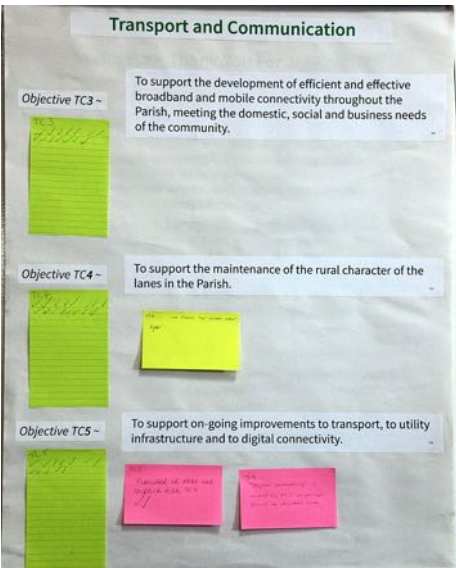 Transport and Communication
Objective TC3 ~
To support the development of efficient and effective
broadband and mobile connectivity throughout the
Parish, meeting the domestic, social and business needs
of the community.
TC3
Objective TC4 ~
To support the maintenance of the rural character of the
lanes in the Parish.
Objective TC5 ~
To support on-going improvements to transport, to utility
infrastructure and to digital connectivity.